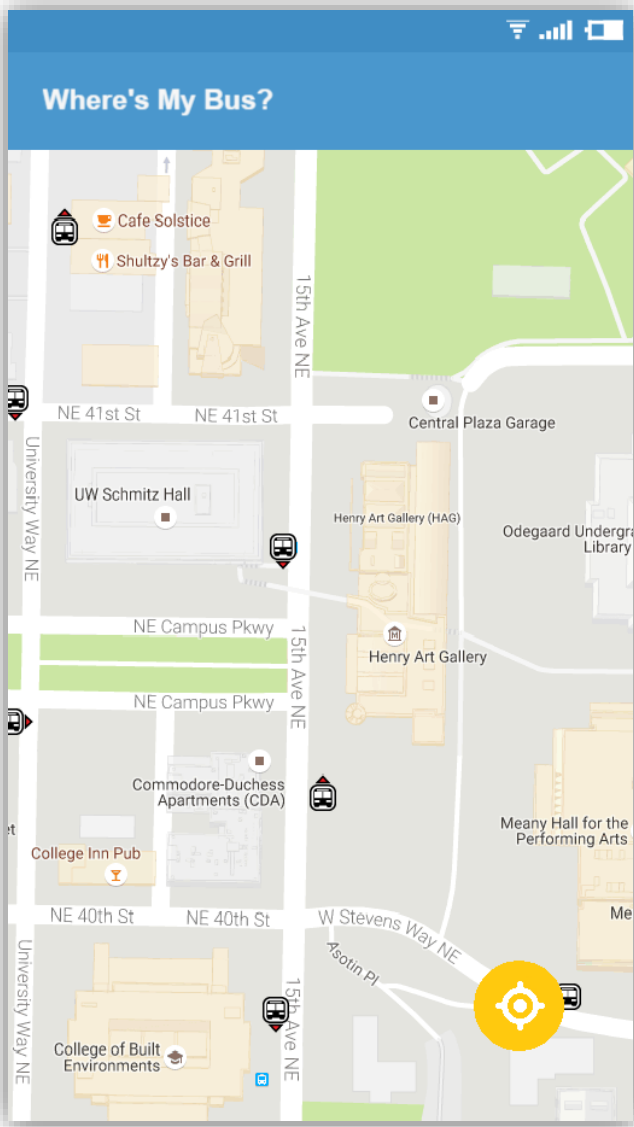 Where's My Bus?
Cafe Solstice
Shultzy's Bar & Grill
15th Ave NE
NE 41st St
NE 41st St
Central Plaza Garage
University Way NE
UW Schmitz Hall
Henry Art Gallery (HAG)
Odegaard Undergra
Library
NE Campus Pkwy
15th Ave NE
Henry Art Gallery
NE Campus Pkwy
Commodore-Duchess
Apartments (CDA)
et
Meany Hall for the
Performing Arts
College Inn Pub
Me
NE 40th St
NE 40th St
W Stevens Way NE
Asotin Pl
University Way NE
15th Ave NE
College of Built
Environments